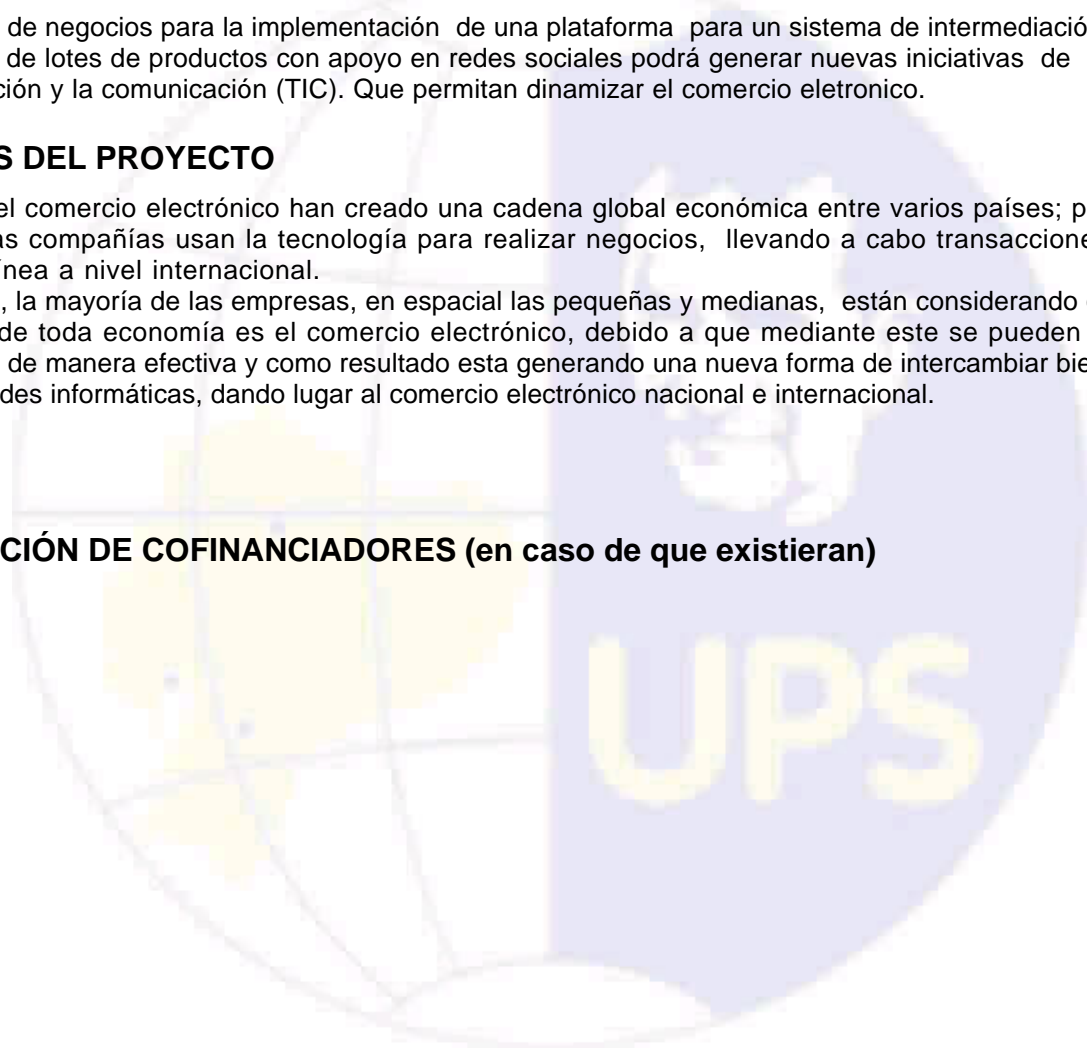 de negocios para la implementación de una plataforma para un sistema de intermediació
de lotes de productos con apoyo en redes sociales podrá generar nuevas iniciativas de
ción y la comunicación (TIC). Que permitan dinamizar el comercio eletronico.
S DEL PROYECTO
el comercio electrónico han creado una cadena global económica entre varios países; p
as compañías usan la tecnología para realizar negocios, llevando a cabo transaccione
ínea a nivel internacional.
, la mayoría de las empresas, en espacial las pequeñas y medianas, están considerando
de toda economía es el comercio electrónico, debido a que mediante este se pueden
de manera efectiva y como resultado esta generando una nueva forma de intercambiar bie
des informáticas, dando lugar al comercio electrónico nacional e internacional.
CIÓN DE COFINANCIADORES (en caso de que existieran)
UPS